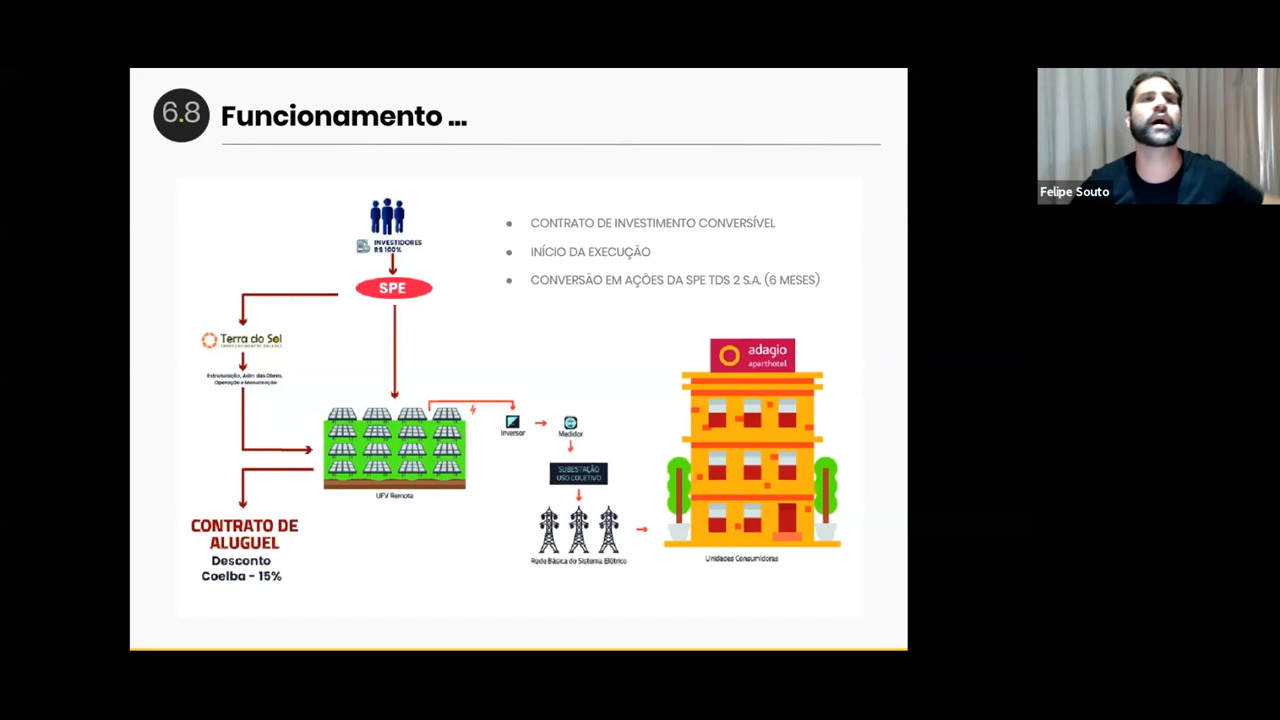 6.8
Funcionamento ...
INVESTIDORES
R$ 100%
SPE
CONTRATO DE INVESTIMENTO CONVERSÍVEL
INÍCIO DA EXECUÇÃO
CONVERSÃO EM AÇÕES DA SPE TDS 2 S.A. (6 MESES)
Terra do Sol
Estruturação, Adm das Obras,
Operação e Manutenção
UFV Remota
Inversor
Medidor
SUBESTAÇÃO
USO COLETIVO
Rede Básica do Sistema Elétrico
adagio
aparthotel
Unidades Consumidoras
CONTRATO DE
ALUGUEL
Desconto
Coelba - 15%
Felipe Souto